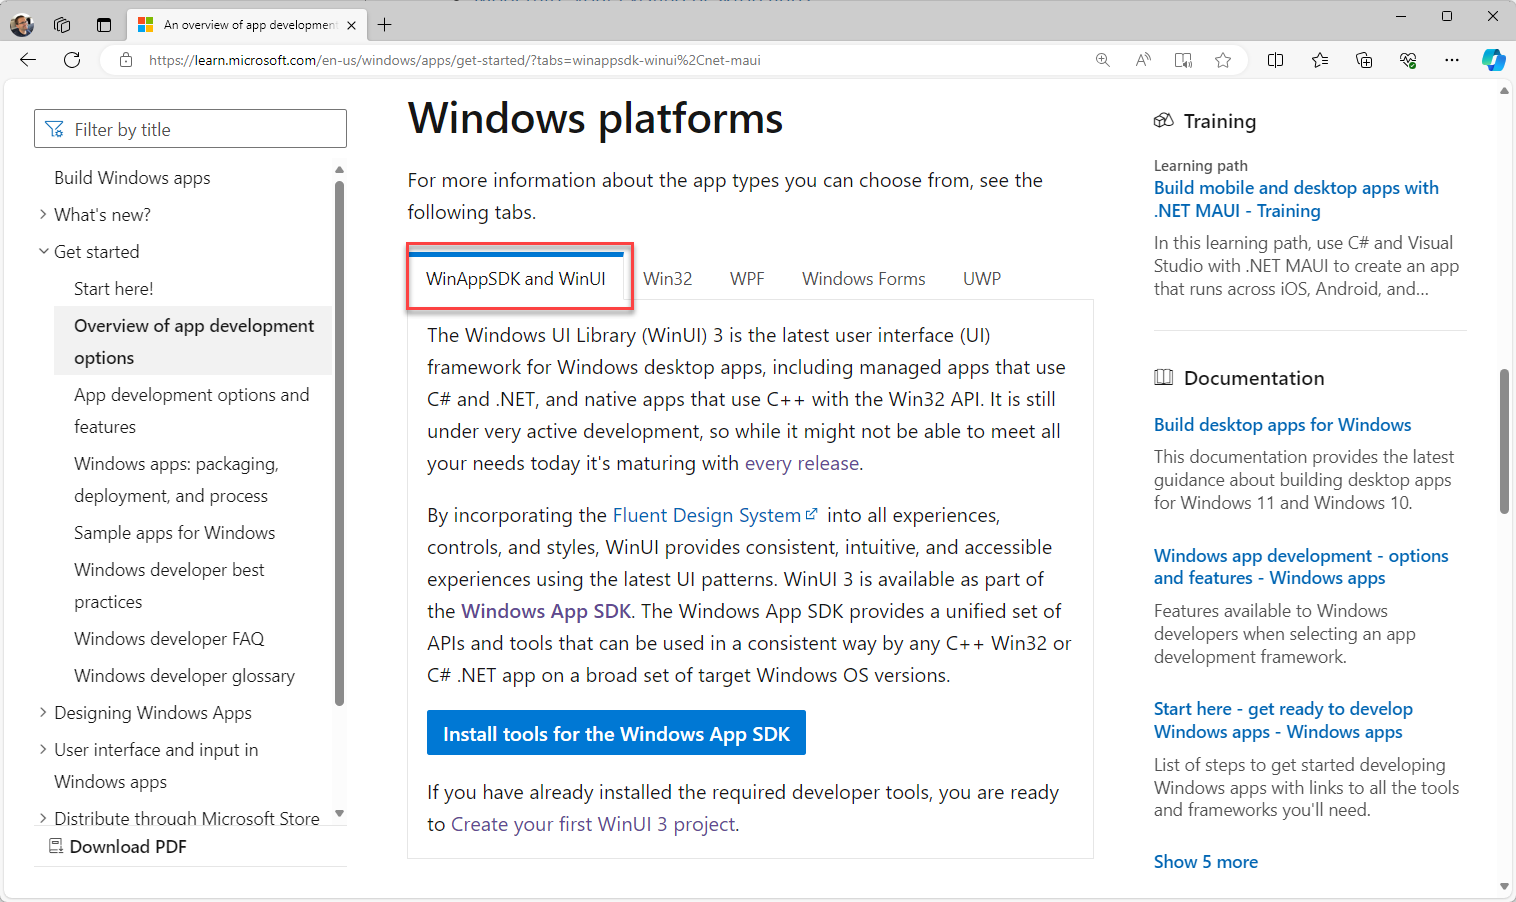 An overview of app development
https://learn.microsoft.com/en-us/windows/apps/get-started/?tabs=winappsdk-winui%2Cnet-maui
Filter by title
Build Windows apps
What's new?
Get started
Start here!
Overview of app development
options
App development options and
features
Windows apps: packaging,
deployment, and process
Sample apps for Windows
Windows developer best
practices
Windows developer FAQ
Windows developer glossary
Designing Windows Apps
User interface and input in
Windows apps
Distribute through Microsoft Store
Download PDF
Windows platforms
For more information about the app types you can choose from, see the
following tabs.
WinAppSDK and WinUI
Win32
WPF
Windows Forms
UWP
The Windows UI Library (WinUI) 3 is the latest user interface (UI)
framework for Windows desktop apps, including managed apps that use
C# and .NET, and native apps that use C++ with the Win32 API. It is still
under very active development, so while it might not be able to meet all
your needs today it's maturing with every release.
By incorporating the Fluent Design System into all experiences,
controls, and styles, WinUI provides consistent, intuitive, and accessible
experiences using the latest UI patterns. WinUI 3 is available as part of
the Windows App SDK. The Windows App SDK provides a unified set of
APIs and tools that can be used in a consistent way by any C++ Win32 or
C# .NET app on a broad set of target Windows OS versions.
Install tools for the Windows App SDK
If you have already installed the required developer tools, you are ready
to Create your first WinUI 3 project.
Training
Learning path
Build mobile and desktop apps with
.NET MAUI - Training
In this learning path, use C# and Visual
Studio with .NET MAUI to create an app
that runs across iOS, Android, and...
Documentation
Build desktop apps for Windows
This documentation provides the latest
guidance about building desktop apps
for Windows 11 and Windows 10.
Windows app development - options
and features - Windows apps
Features available to Windows
developers when selecting an app
development framework.
Start here - get ready to develop
Windows apps - Windows apps
List of steps to get started developing
Windows apps with links to all the tools
and frameworks you'll need.
Show 5 more